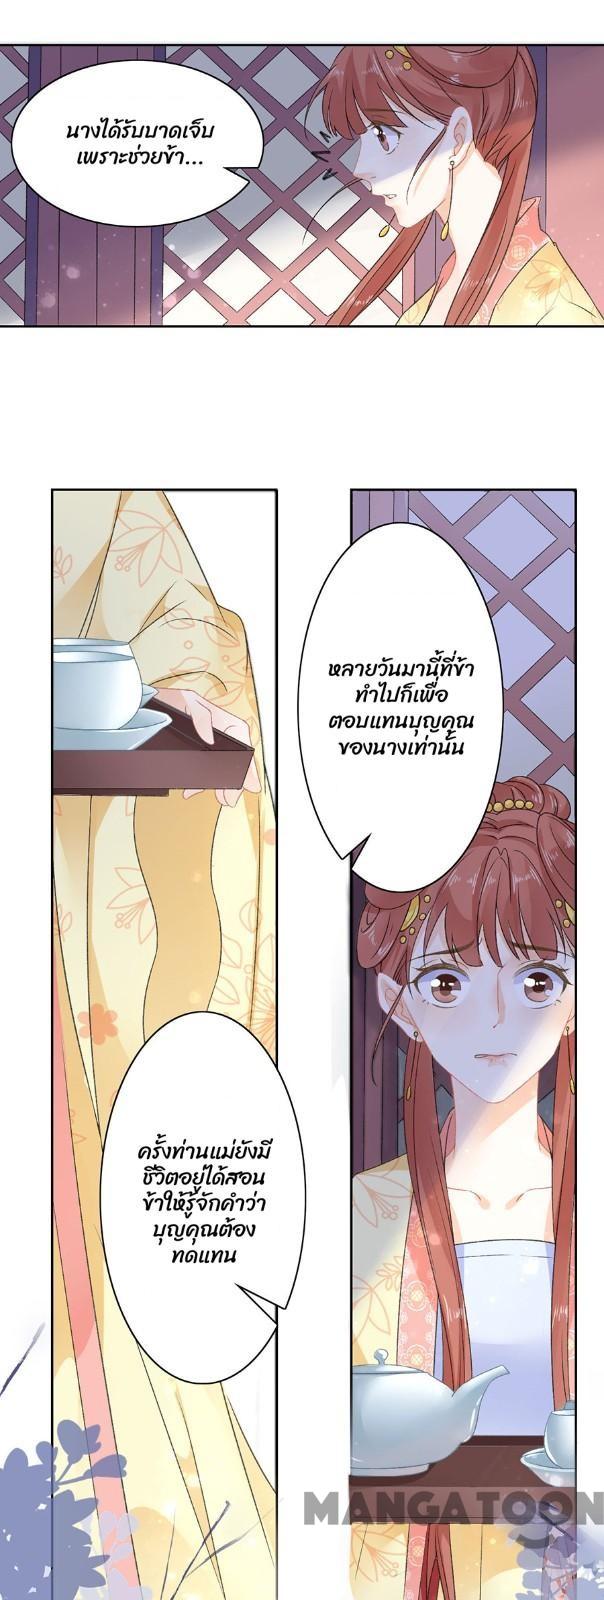 นางได้รับบาดเจ็บ
เพราะช่วยข้า...
หลายวันมานี้ที่ข้า
ทำไปก็เพื่อ
ตอบแทนบุญคุณ
ของนางเท่านั้น
ครั้งท่านแม่ยังมี
ชีวิตอยู่ได้สอน
ข้าให้รู้จักคำว่า
บุญคุณต้อง
ทดแทน
MANGATOON